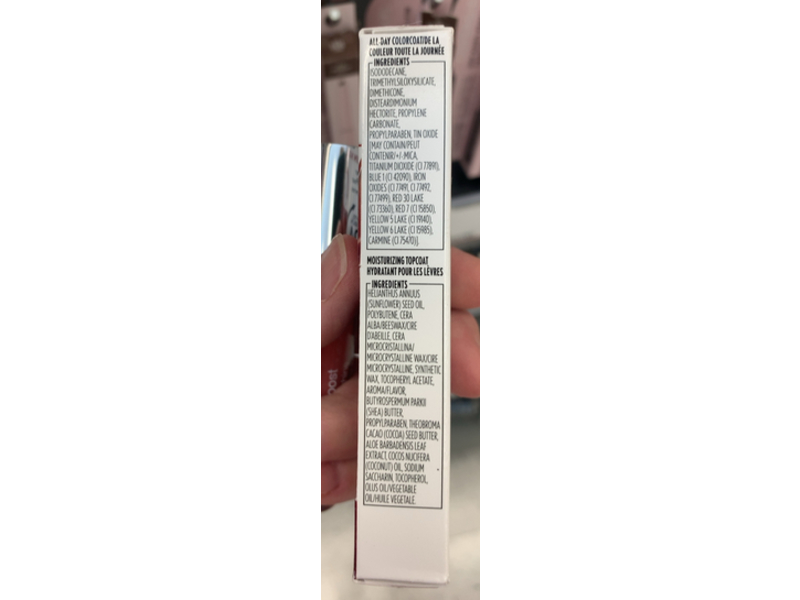 ALL DAY COLORCOAT/DE LA
COULEUR TOUTE LA JOURNÉE
INGREDIENTS
ISODODECANE,
TRIMETHYLSILOXYSILICATE,
DIMETHICONE,
DISTEARDIMONIUM
HECTORITE, PROPYLENE
CARBONATE,
PROPYLPARABEN, TIN OXIDE
[MAY CONTAIN/PEUT
CONTENIR/+/-:MICA,
TITANIUM DIOXIDE (CI 77891),
BLUE 1 (CI 42090), IRON
OXIDES (CI 77491, CI 77492,
CI 77499), RED 30 LAKE
(CI 73360), RED 7 (CI 15850),
YELLOW 5 LAKE (CI 19140),
YELLOW 6 LAKE (CI 15985),
CARMINE (CI 75470)]
MOISTURIZING TOPCOAT
HYDRATANT POUR LES LÈVRES
INGREDIENTS
HELIANTHUS ANNUUS
(SUNFLOWER) SEED OIL,
POLYBUTENE, CERA
ALBA/BEESWAX/CIRE
D'ABEILLE, CERA
MICROCRISTALLINA/
MICROCRYSTALLINE WAX/CIRE
MICROCRISTALLINE, SYNTHETIC
WAX, TOCOPHERYL ACETATE,
AROMA/FLAVOR,
BUTYROSPERMUM PARKII
(SHEA) BUTTER,
PROPYLPARABEN, THEOBROMA
CACAO (COCOA) SEED BUTTER,
ALOE BARBADENSIS LEAF
EXTRACT, COCOS NUCIFERA
(COCONUT) OIL, SODIUM
SACCHARIN, TOCOPHEROL,
OLUS OIL/VEGETABLE
OIL/HUILE VEGETALE.